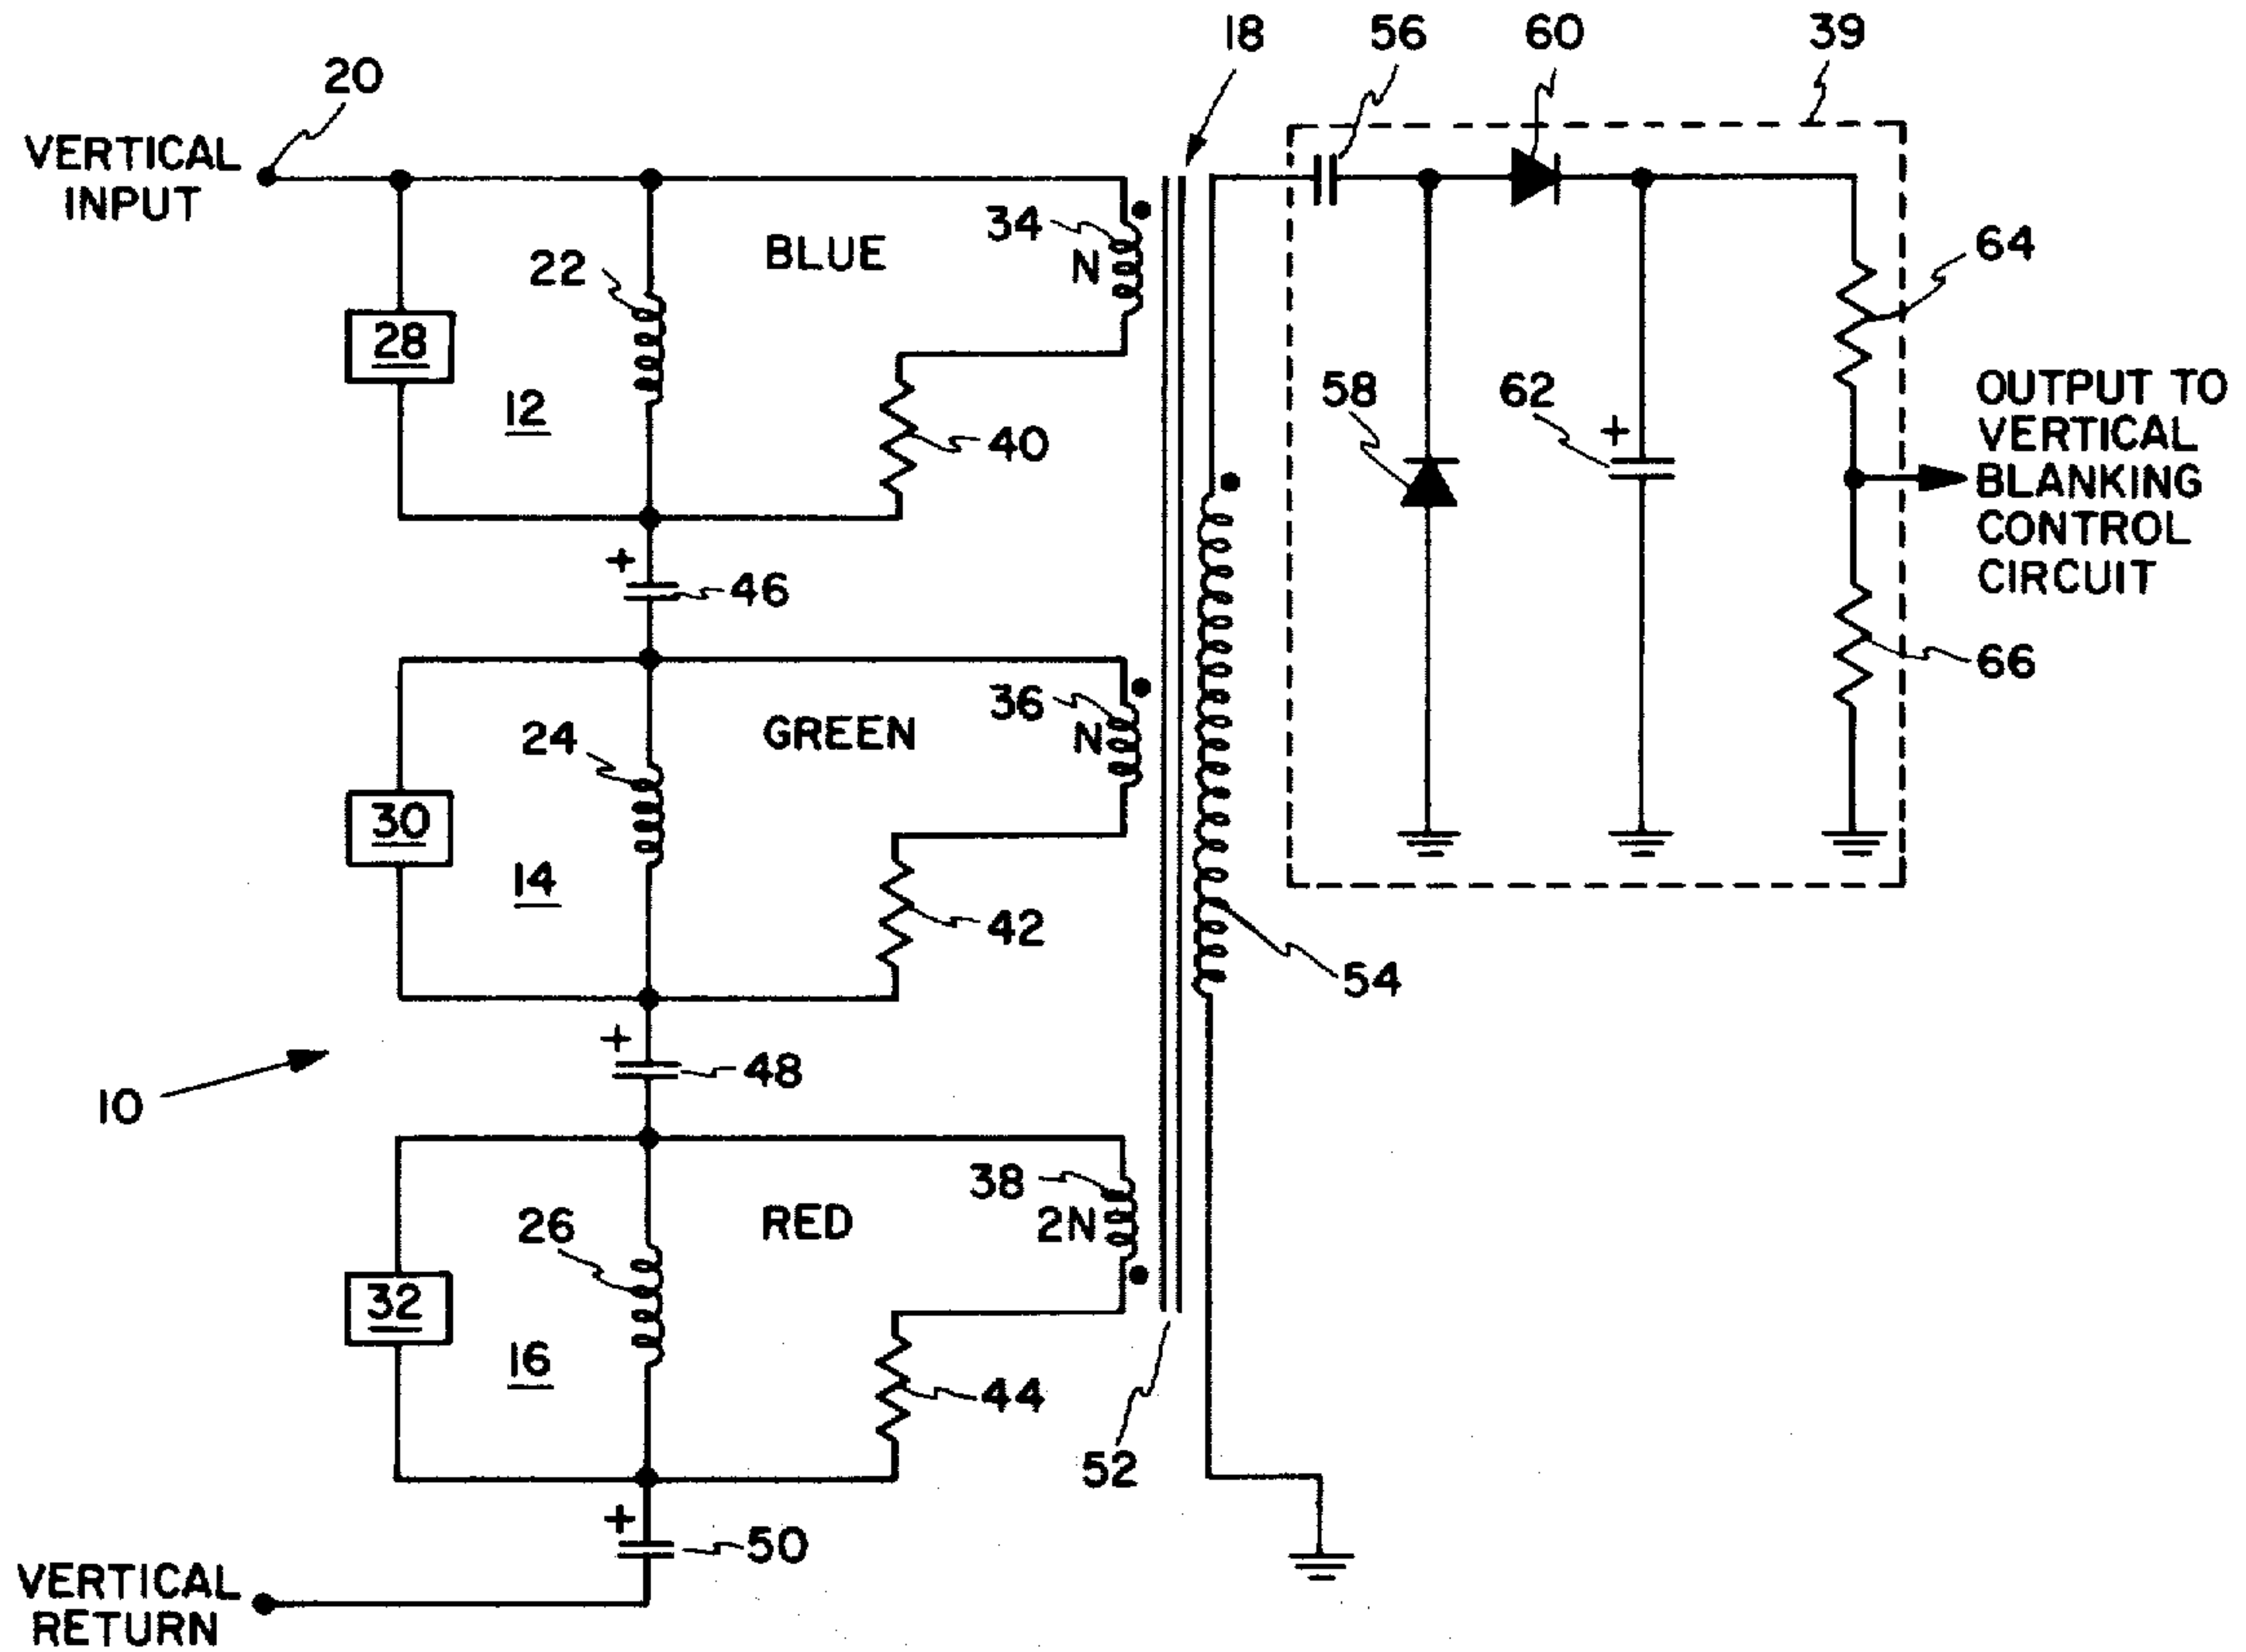 18
56
60
39
20
VERTICAL
INPUT
34
N
64
22
BLUE
28
12
40
58
62
+
OUTPUT TO
VERTICAL
BLANKING
CONTROL
CIRCUIT
+
46
66
36
N
24
GREEN
30
14
42
54
+
48
10
38
2N
26
RED
32
16
44
52
+
50
VERTICAL
RETURN